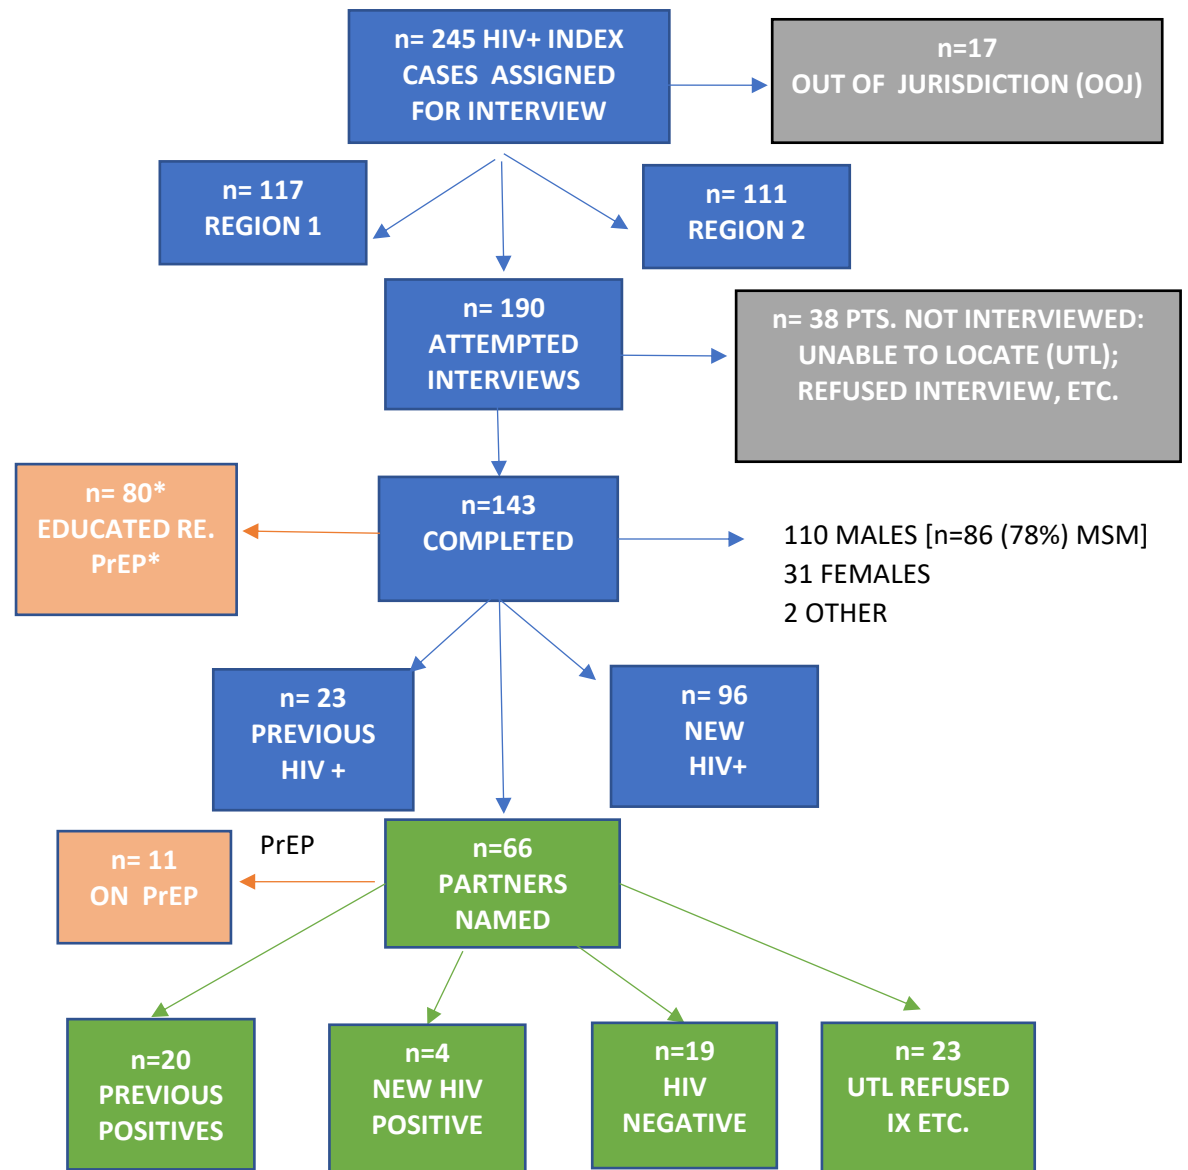 n= 245 HIV+ INDEX
CASES ASSIGNED
FOR INTERVIEW
n=17
OUT OF JURISDICTION (OOJ)
n= 117
REGION 1
n= 111
REGION 2
n= 190
ATTEMPTED
INTERVIEWS
n= 38 PTS. NOT INTERVIEWED:
UNABLE TO LOCATE (UTL);
REFUSED INTERVIEW, ETC.
n= 80*
EDUCATED RE.
PrEP*
n=143
COMPLETED
110 MALES [n=86 (78%) MSM]
31 FEMALES
2 OTHER
n= 23
PREVIOUS
HIV +
n= 96
NEW
HIV+
n= 11
ON PrEP
PrEP
n=66
PARTNERS
NAMED
n=20
PREVIOUS
POSITIVES
n=4
NEW HIV
POSITIVE
n=19
HIV
NEGATIVE
n= 23
UTL REFUSED
IX ETC.